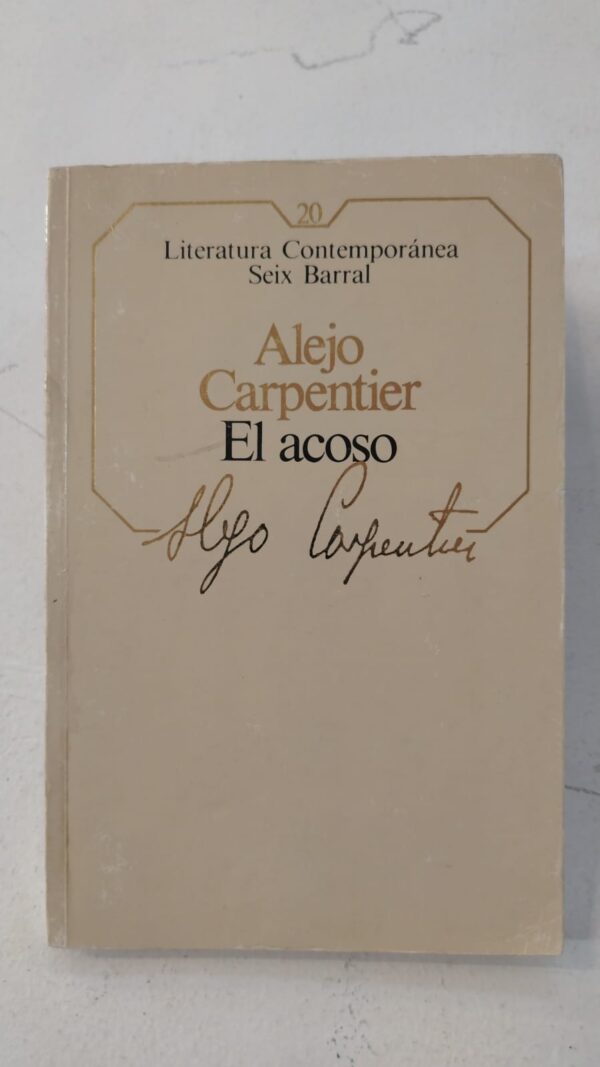 20
Literatura Contemporánea
Seix Barral
Alejo
Carpentier
El acoso
Alejo Carpentier